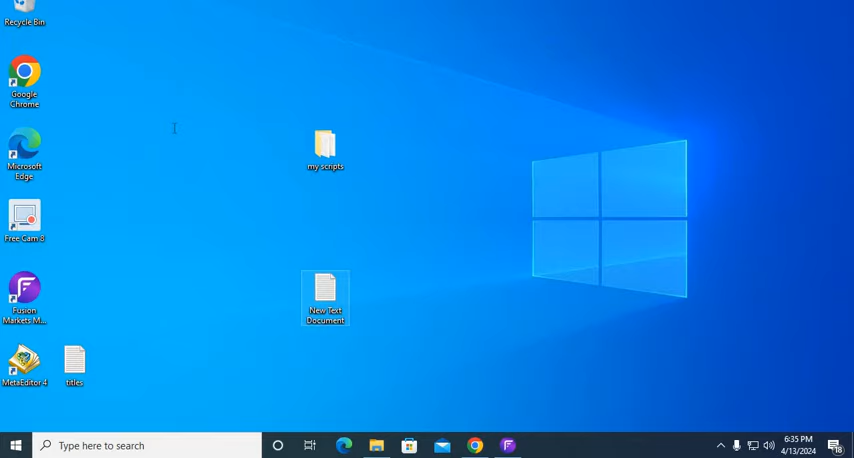 Recycle Bin
Google
Chrome
Microsoft
Edge
Free Cam 8
Fusion
Markets M...
MetaEditor 4
titles
my scripts
New Text
Document
Type here to search
6:35 PM
4/13/2024
18